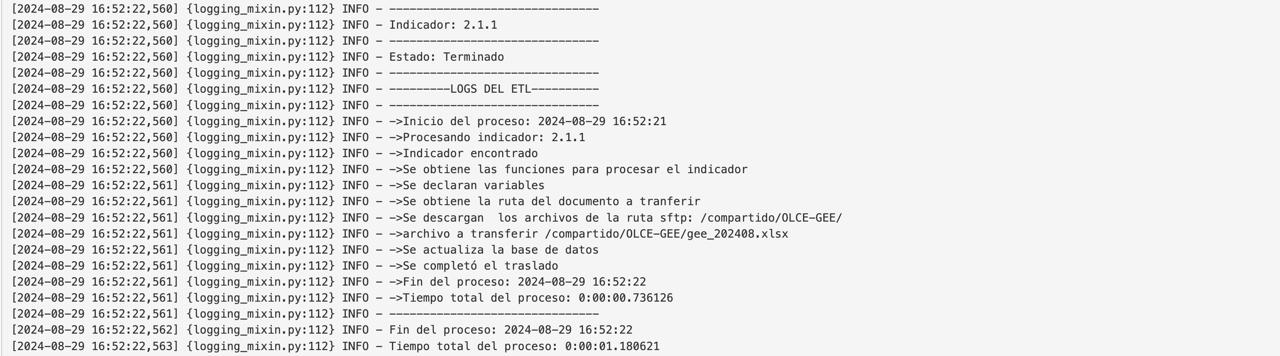 [2024-08-29 16:52:22,560] {logging_mixin.py:112} INFO - -------------------------------
[2024-08-29 16:52:22,560] {logging_mixin.py:112} INFO - Indicador: 2.1.1
[2024-08-29 16:52:22,560] {logging_mixin.py:112} INFO - -------------------------------
[2024-08-29 16:52:22,560] {logging_mixin.py:112} INFO - Estado: Terminado
[2024-08-29 16:52:22,560] {logging_mixin.py:112} INFO - -------------------------------
[2024-08-29 16:52:22,560] {logging_mixin.py:112} INFO - ---------LOGS DEL ETL----------
[2024-08-29 16:52:22,560] {logging_mixin.py:112} INFO - -------------------------------
[2024-08-29 16:52:22,560] {logging_mixin.py:112} INFO - ->Inicio del proceso: 2024-08-29 16:52:21
[2024-08-29 16:52:22,560] {logging_mixin.py:112} INFO - ->Procesando indicador: 2.1.1
[2024-08-29 16:52:22,560] {logging_mixin.py:112} INFO - ->Indicador encontrado
[2024-08-29 16:52:22,560] {logging_mixin.py:112} INFO - ->Se obtiene las funciones para procesar el indicador
[2024-08-29 16:52:22,561] {logging_mixin.py:112} INFO - ->Se declaran variables
[2024-08-29 16:52:22,561] {logging_mixin.py:112} INFO - ->Se obtiene la ruta del documento a tranferir
[2024-08-29 16:52:22,561] {logging_mixin.py:112} INFO - ->Se descargan  los archivos de la ruta sftp: /compartido/OLCE-GEE/
[2024-08-29 16:52:22,561] {logging_mixin.py:112} INFO - ->archivo a transferir /compartido/OLCE-GEE/gee_202408.xlsx
[2024-08-29 16:52:22,561] {logging_mixin.py:112} INFO - ->Se actualiza la base de datos
[2024-08-29 16:52:22,561] {logging_mixin.py:112} INFO - ->Se completó el traslado
[2024-08-29 16:52:22,561] {logging_mixin.py:112} INFO - ->Fin del proceso: 2024-08-29 16:52:22
[2024-08-29 16:52:22,561] {logging_mixin.py:112} INFO - ->Tiempo total del proceso: 0:00:00.736126
[2024-08-29 16:52:22,561] {logging_mixin.py:112} INFO - -------------------------------
[2024-08-29 16:52:22,562] {logging_mixin.py:112} INFO - Fin del proceso: 2024-08-29 16:52:22
[2024-08-29 16:52:22,563] {logging_mixin.py:112} INFO - Tiempo total del proceso: 0:00:01.180621